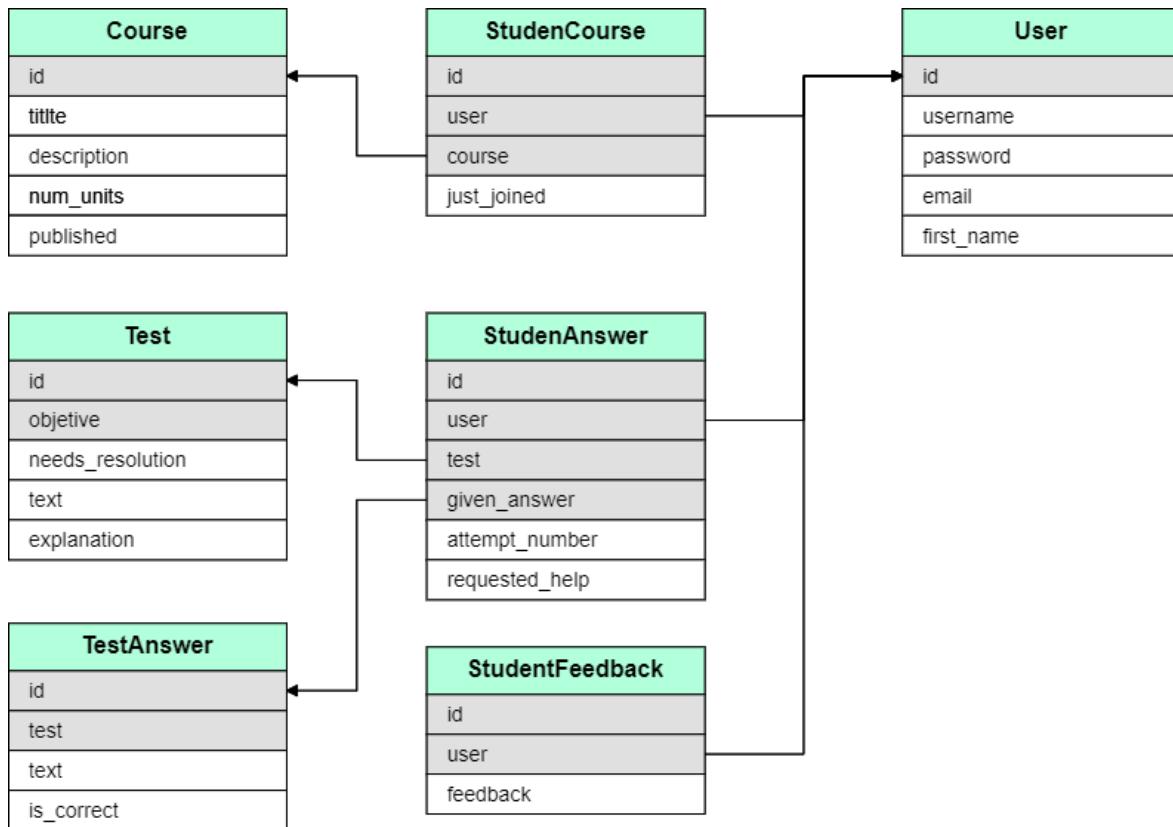 Course
id
titlte
description
num_units
published
StudenCourse
id
user
course
just_joined
User
id
username
password
email
first_name
Test
id
objetive
needs_resolution
text
explanation
StudenAnswer
id
user
test
given_answer
attempt_number
requested_help
TestAnswer
id
test
text
is_correct
StudentFeedback
id
user
feedback